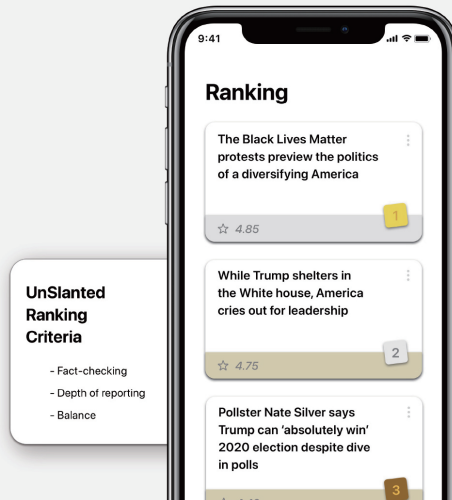 9:41
Ranking
The Black Lives Matter
protests preview the politics
of a diversifying America
1
4.85
While Trump shelters in
the White house, America
cries out for leadership
2
4.75
Pollster Nate Silver says
Trump can ‘absolutely win’
2020 election despite dive
in polls
3
UnSlanted
Ranking
Criteria
- Fact-checking
- Depth of reporting
- Balance